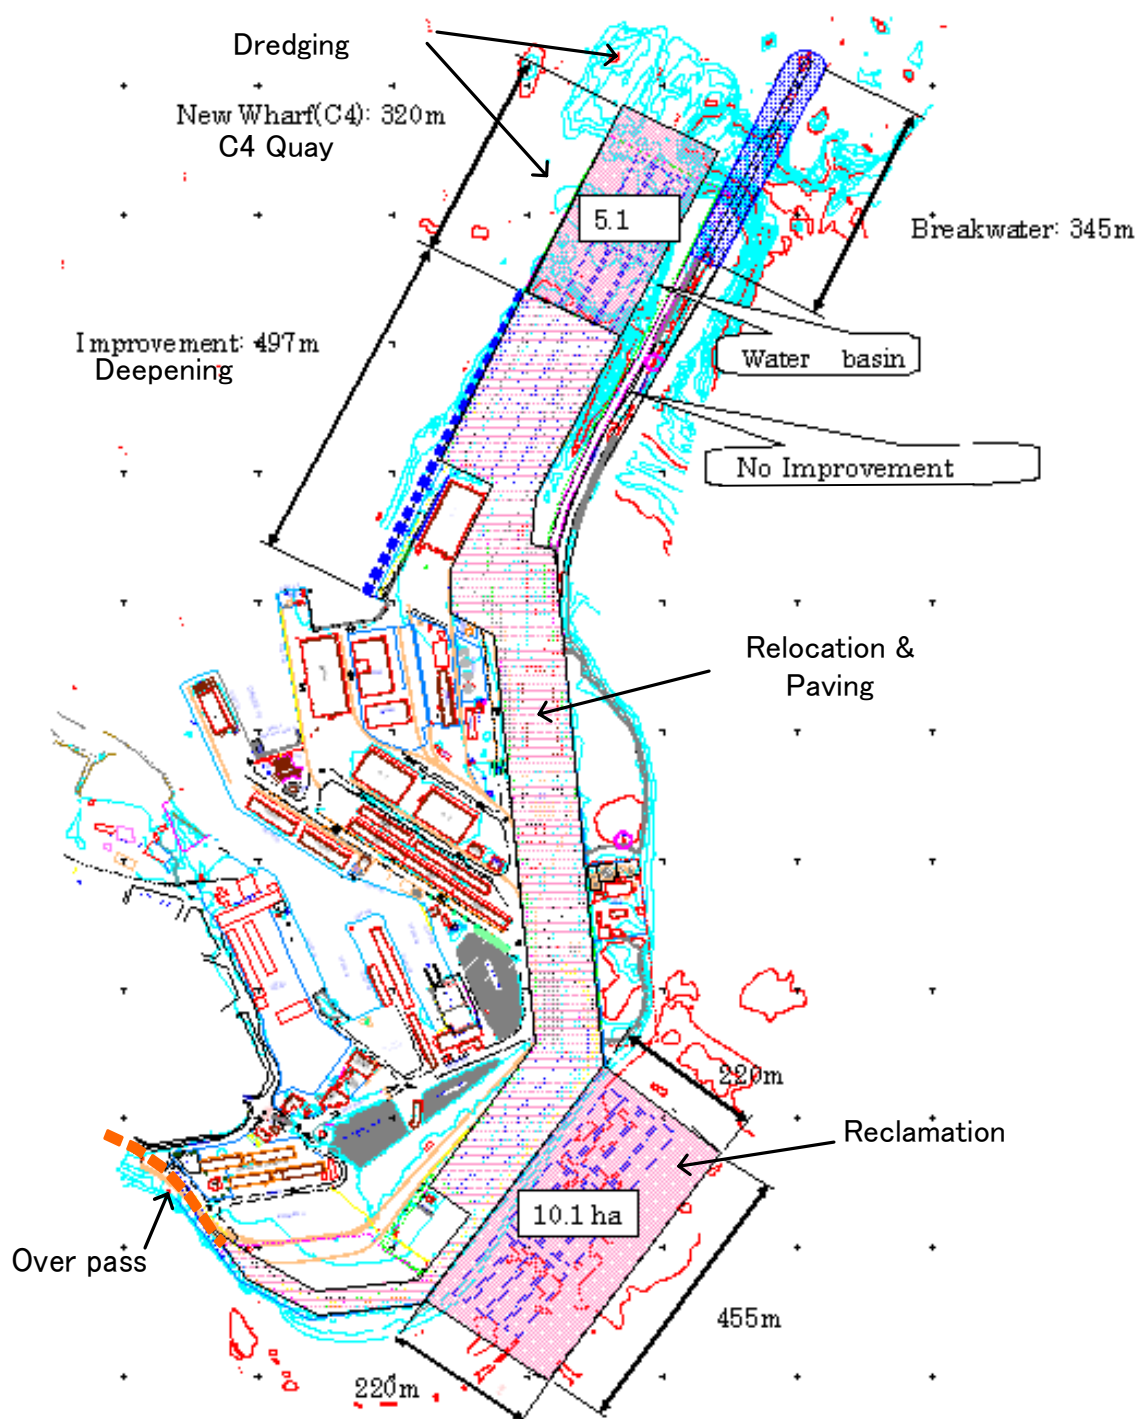 Dredging
New Wharf(C4): 320m
C4 Quay
5.1
Breakwater: 345m
Improvement: 497m
Deepening
Water basin
No Improvement
Relocation &
Paving
220m
Reclamation
10.1 ha
Over pass
455m
220m